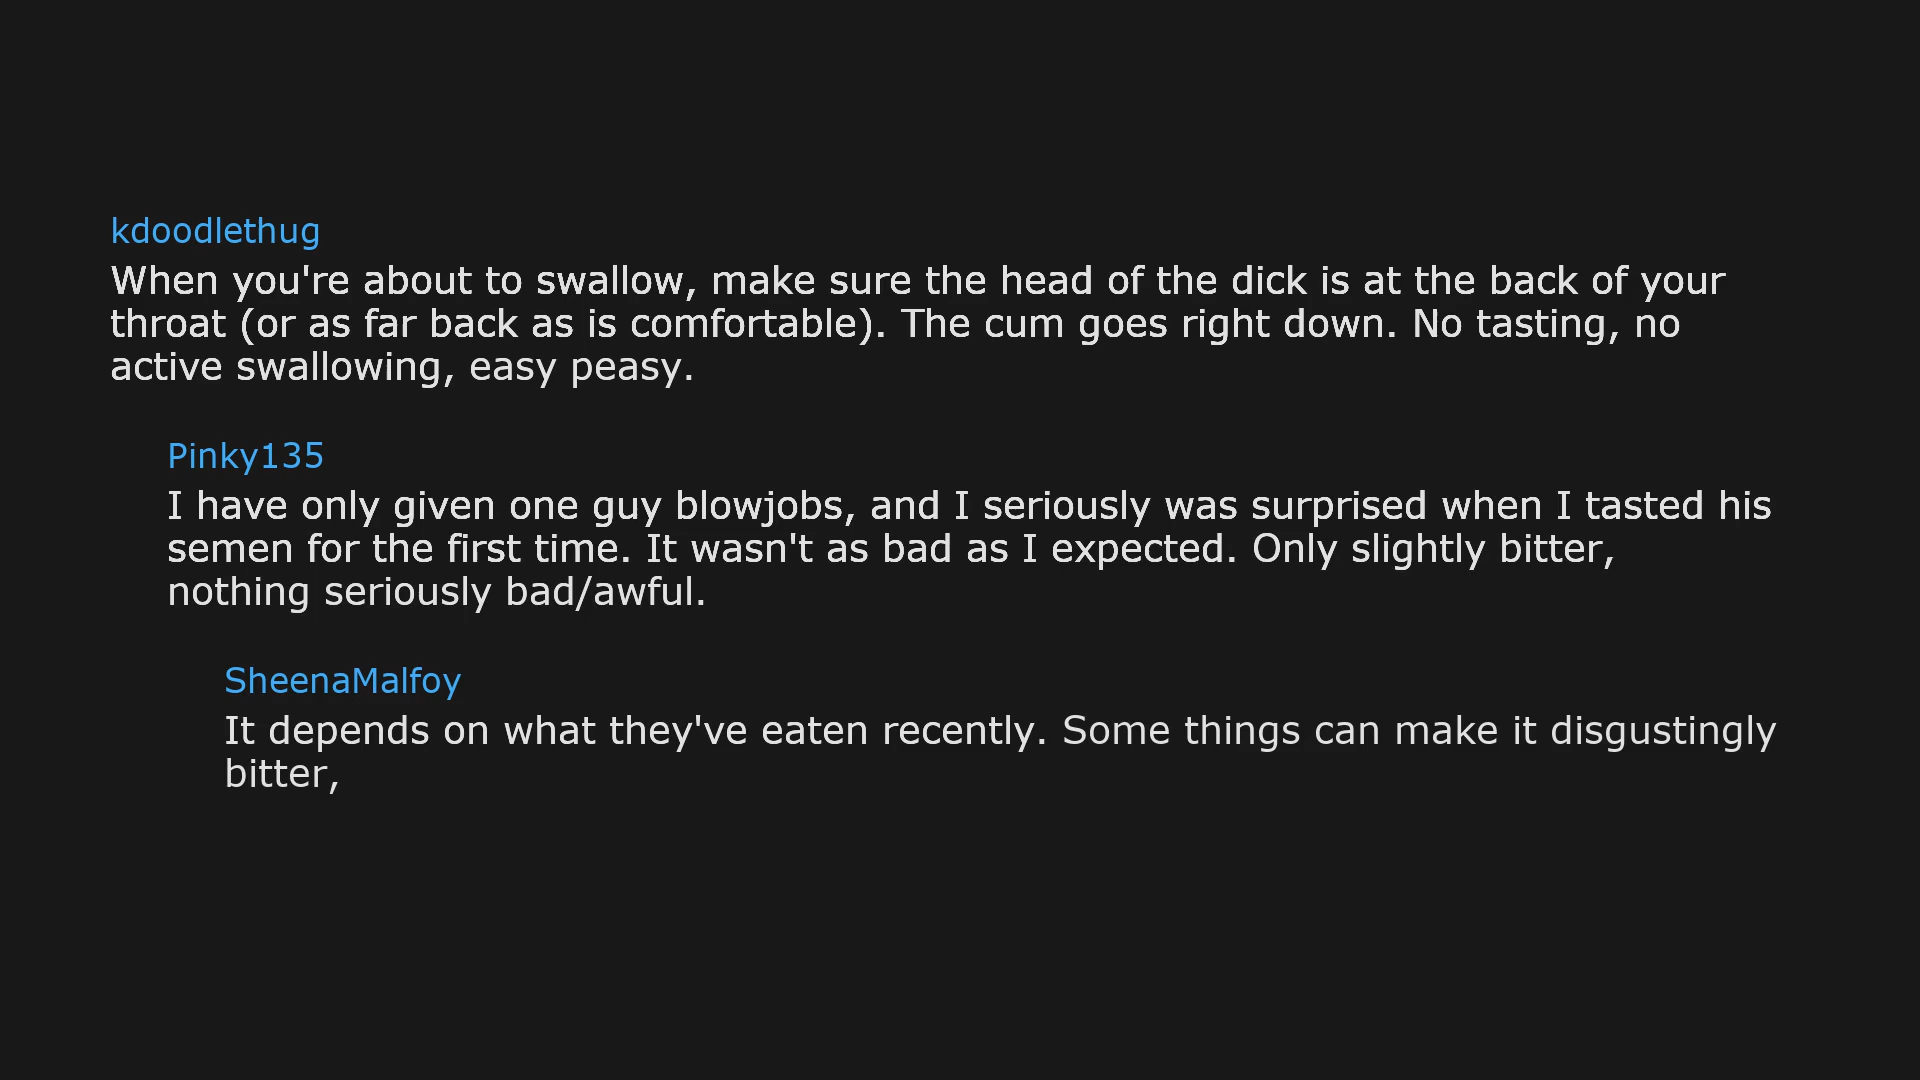 kdoodlethug
When you're about to swallow, make sure the head of the dick is at the back of your
throat (or as far back as is comfortable). The cum goes right down. No tasting, no
active swallowing, easy peasy.
Pinky135
I have only given one guy blowjobs, and I seriously was surprised when I tasted his
semen for the first time. It wasn't as bad as I expected. Only slightly bitter,
nothing seriously bad/awful.
SheenaMalfoy
It depends on what they've eaten recently. Some things can make it disgustingly
bitter,